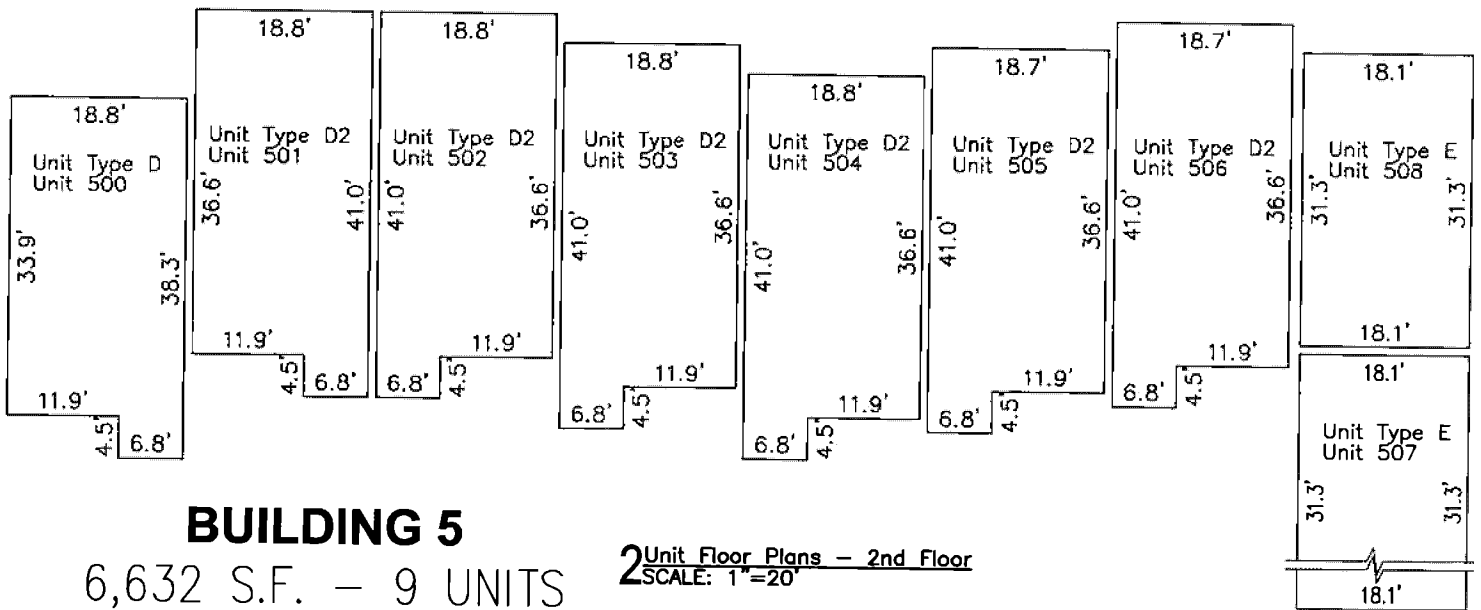 18.8'
Unit Type D
Unit 500
33.9'
38.3'
11.9'
4.5'
6.8'
18.8'
Unit Type D2
Unit 501
36.6'
41.0'
11.9'
4.5'
6.8'
18.8'
Unit Type D2
Unit 502
41.0'
36.6'
11.9'
6.8'
4.5'
18.8'
Unit Type D2
Unit 503
41.0'
36.6'
11.9'
6.8'
4.5'
18.8'
Unit Type D2
Unit 504
41.0'
36.6'
11.9'
6.8'
4.5'
18.7'
Unit Type D2
Unit 505
41.0'
36.6'
11.9'
6.8'
4.5'
18.7'
Unit Type D2
Unit 506
41.0'
36.6'
11.9'
6.8'
4.5'
18.1'
Unit Type E
Unit 508
31.3'
31.3'
18.1'
18.1'
Unit Type E
Unit 507
31.3'
31.3'
18.1'
BUILDING 5
6,632 S.F. – 9 UNITS
2 Unit Floor Plans – 2nd Floor
SCALE: 1"=20'